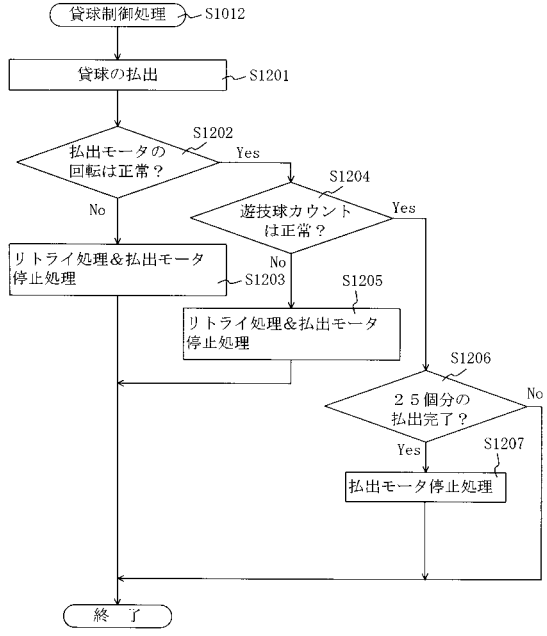 貸球制御処理
S1012
貸球の払出
S1201
払出モータの
回転は正常？
S1202
Yes
No
遊技球カウント
は正常？
S1204
Yes
No
リトライ処理＆払出モータ
停止処理
S1203
リトライ処理＆払出モータ
停止処理
S1205
２５個分の
払出完了？
S1206
No
Yes
払出モータ停止処理
S1207
終　了